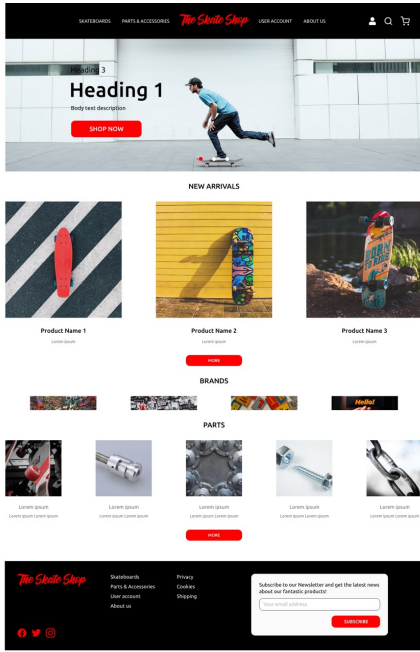 SKATEBOARDS PARTS & ACCESSORIES The Skate Shop USER ACCOUNT ABOUT US
Heading 3
Heading 1
Body text description
SHOP NOW
NEW ARRIVALS
BORN
TO RIDE
Product Name 1 Product Name 2 Product Name 3
Lorem ipsum Lorem ipsum Lorem ipsum
MORE
BRANDS
Hello!
PARTS
Lorem ipsum Lorem ipsum Lorem ipsum Lorem ipsum Lorem ipsum
Lorem ipsum Lorem ipsum Lorem ipsum Lorem ipsum Lorem ipsum Lorem ipsum Lorem ipsum Lorem ipsum Lorem ipsum Lorem ipsum
MORE
The Skate Shop
Skateboards
Parts & Accessories
User account
About us
Privacy
Cookies
Shipping
Subscribe to our Newsletter and get the latest news
about our fantastic products!
Your email address
SUBSCRIBE